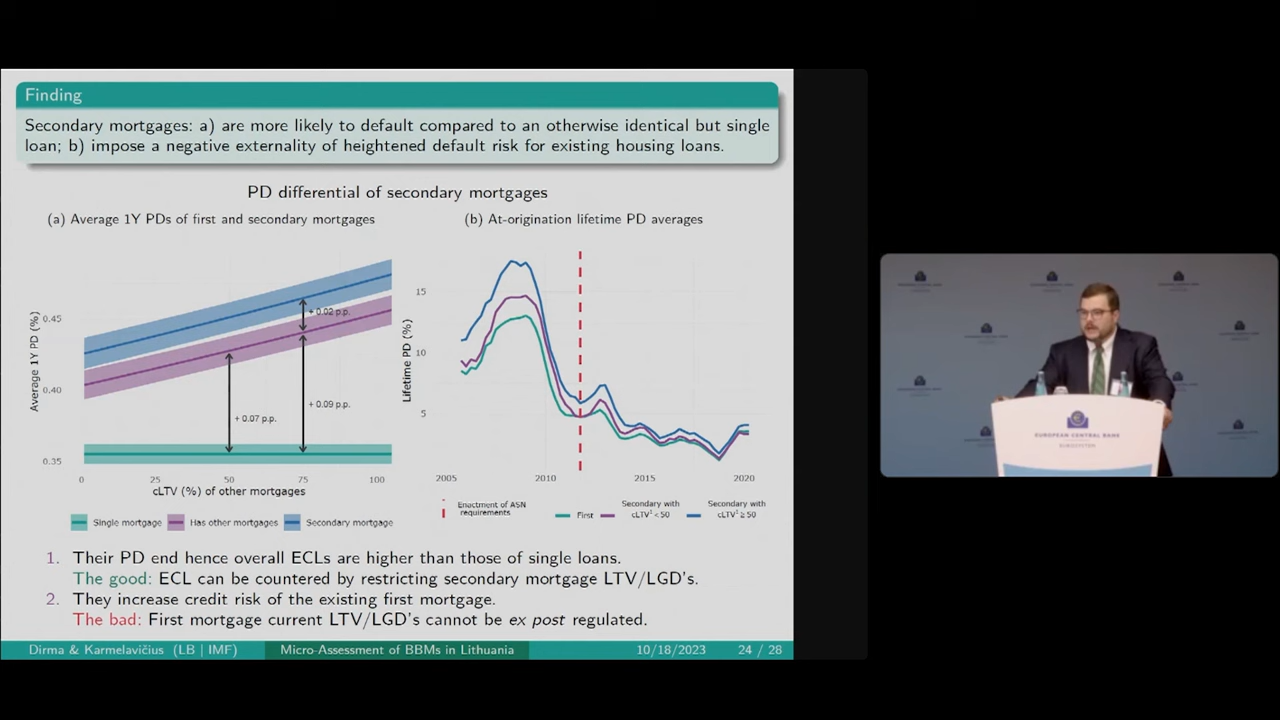 Finding
Secondary mortgages: a) are more likely to default compared to an otherwise identical but single
loan; b) impose a negative externality of heightened default risk for existing housing loans.
PD differential of secondary mortgages
(a) Average 1Y PDs of first and secondary mortgages
Average 1Y PD (%)
0.45
0.40
0.35
+ 0.02 p.p.
+ 0.07 p.p.
+ 0.09 p.p.
0 25 50 75 100
cLTV (%) of other mortgages
Single mortgage Has other mortgages Secondary mortgage
(b) At-origination lifetime PD averages
Lifetime PD (%)
15
10
5
2005 2010 2015 2020
Enactment of ASN
requirements
First
Secondary with
cLTV¹ < 50
Secondary with
cLTV¹ ≥ 50
1. Their PD end hence overall ECLs are higher than those of single loans.
The good: ECL can be countered by restricting secondary mortgage LTV/LGD's.
2. They increase credit risk of the existing first mortgage.
The bad: First mortgage current LTV/LGD's cannot be ex post regulated.
Dirma & Karmelavičius (LB | IMF) Micro-Assessment of BBMs in Lithuania 10/18/2023 24 / 28
EUROPEAN CENTRAL BANK
EUROSYSTEM